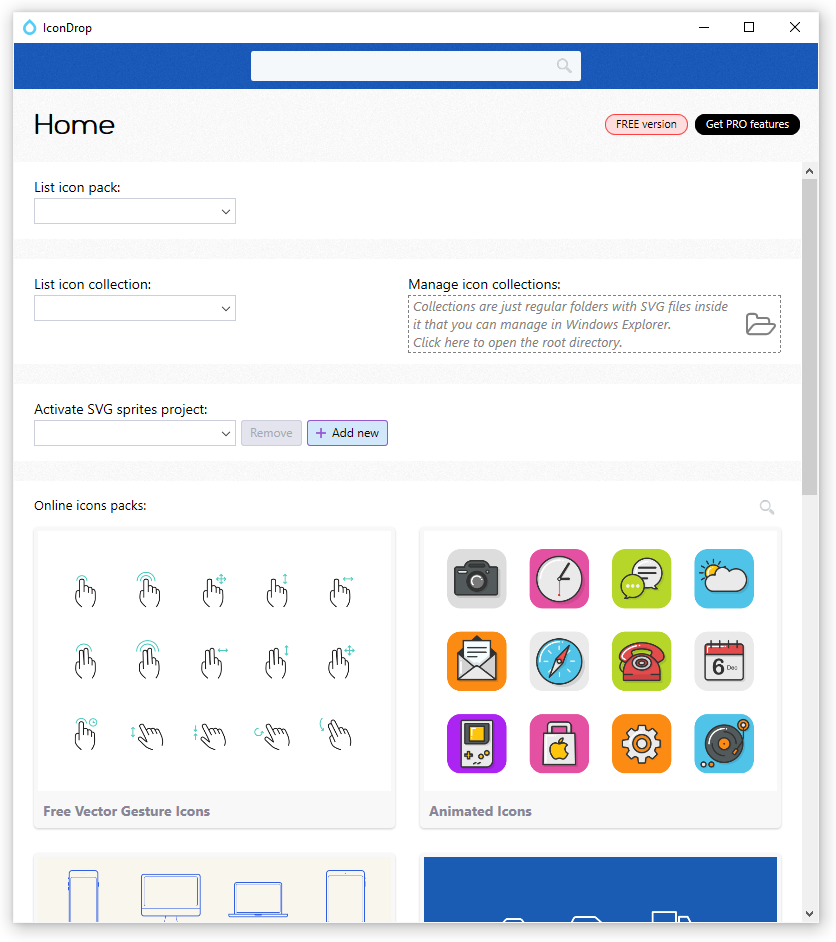 IconDrop
Home
FREE version
Get PRO features
List icon pack:
List icon collection:
Manage icon collections:
Collections are just regular folders with SVG files inside
it that you can manage in Windows Explorer.
Click here to open the root directory.
Activate SVG sprites project:
Remove
+ Add new
Online icons packs:
6 Dec
Free Vector Gesture Icons
Animated Icons